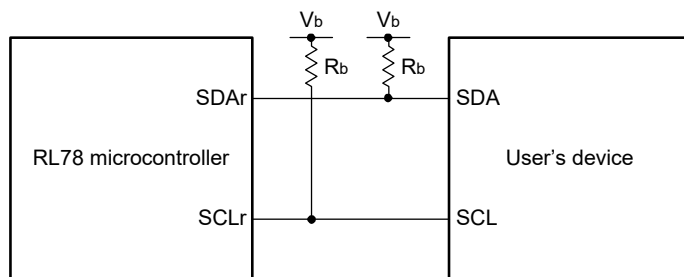 Vb Vb
Rb Rb
SDAr SDA
RL78 microcontroller User's device
SCLr SCL